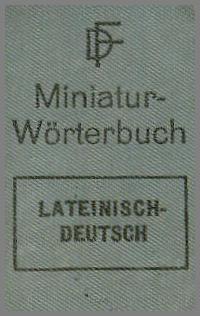 Miniatur-
Wörterbuch
LATEINISCH-
DEUTSCH